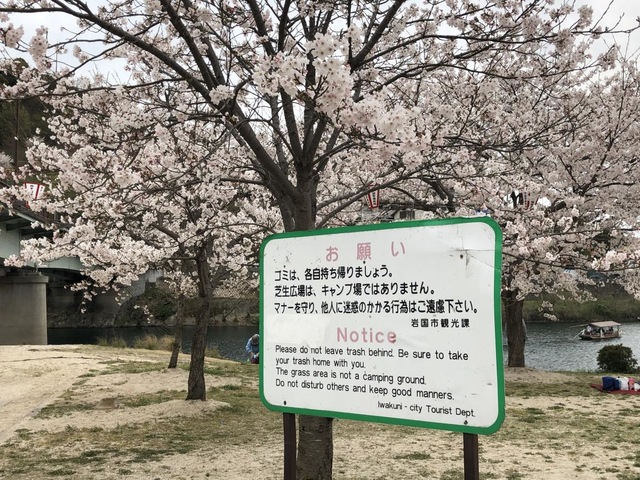 お願い
ゴミは、各自持ち帰りましょう。
芝生広場は、キャンプ場ではありません。
マナーを守り、他人に迷惑のかかる行為はご遠慮下さい。
岩国市観光課
Notice
Please do not leave trash behind. Be sure to take
your trash home with you.
The grass area is not a camping ground.
Do not disturb others and keep good manners.
Iwakuni - city Tourist Dept.